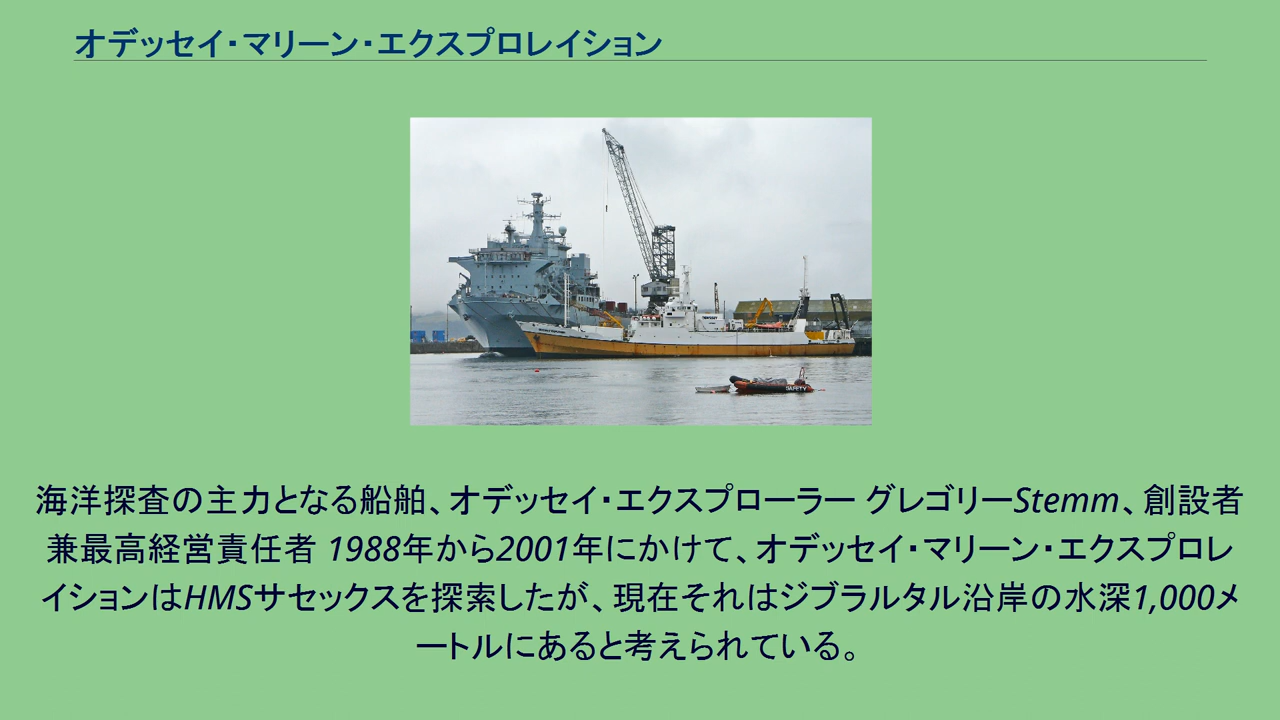 オデッセイ・マリーン・エクスプロレイション
ODYSSEY
SAFETY
海洋探査の主力となる船舶、オデッセイ・エクスプローラー グレゴリーStemm、創設者
兼最高経営責任者 1988年から2001年にかけて、オデッセイ・マリーン・エクスプロレ
イションはHMSサセックスを探索したが、現在それはジブラルタル沿岸の水深1,000メ
ートルにあると考えられている。